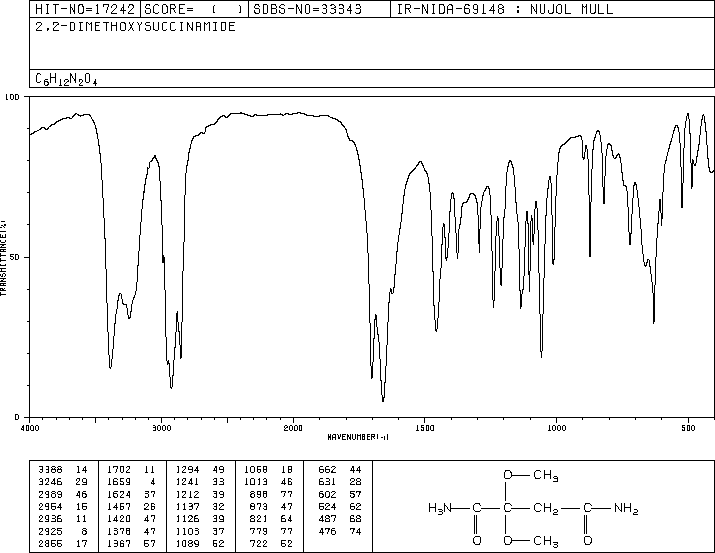 HIT-NO=17242 SCORE= ( ) SDBS-NO=33343 IR-NIDA-69148 : NUJOL MULL
2,2-DIMETHOXYSUCCINAMIDE
C6H12N2O4
100
50
0
TRANSMITTANCE(%)
4000 3000 2000 1500 1000 500
WAVENUMBER(-1)
3388 14 1702 11 1294 49 1058 18 662 44
3246 29 1659 4 1241 33 1013 46 631 28
2989 46 1624 37 1212 39 898 77 602 57
2954 16 1457 26 1137 32 873 47 524 62
2936 11 1420 47 1126 39 821 64 487 68
2925 8 1378 47 1103 37 779 77 476 74
2855 17 1367 57 1089 52 722 52
O CH3
H2N C C CH2 C NH2
O O CH3 O